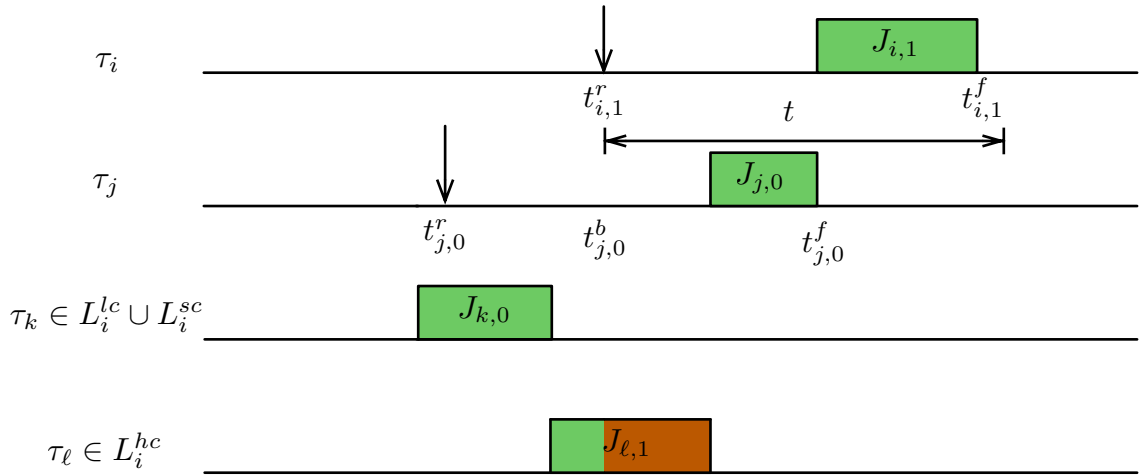 τ_i J_{i,1}
t^r_{i,1} t^f_{i,1}
t
τ_j J_{j,0}
t^r_{j,0} t^b_{j,0} t^f_{j,0}
τ_k ∈ L_i^{lc} ∪ L_i^{sc} J_{k,0}
τ_ℓ ∈ L_i^{hc} J_{ℓ,1}